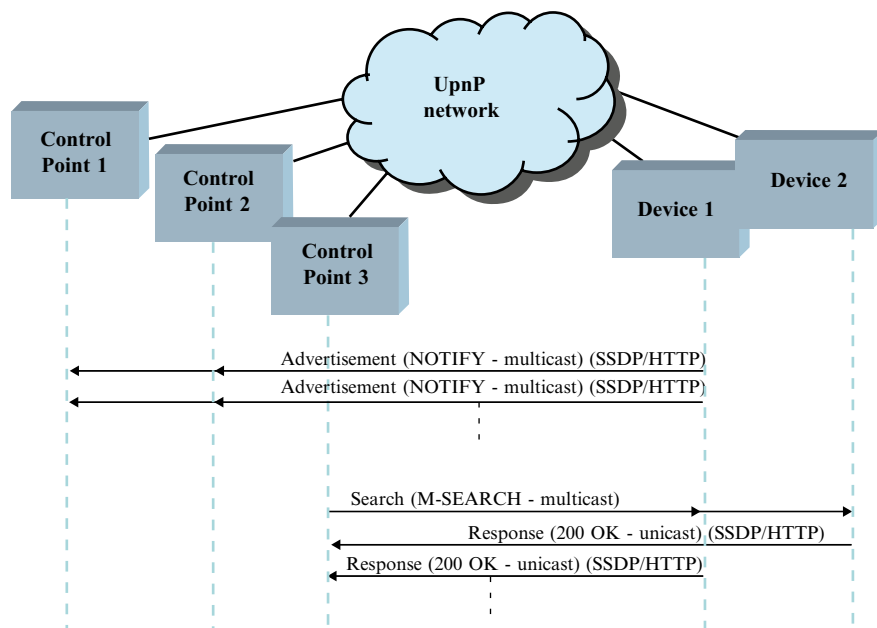 UpnP
network
Control
Point 1
Control
Point 2
Control
Point 3
Device 1
Device 2
Advertisement (NOTIFY - multicast) (SSDP/HTTP)
Advertisement (NOTIFY - multicast) (SSDP/HTTP)
Search (M-SEARCH - multicast)
Response (200 OK - unicast) (SSDP/HTTP)
Response (200 OK - unicast) (SSDP/HTTP)